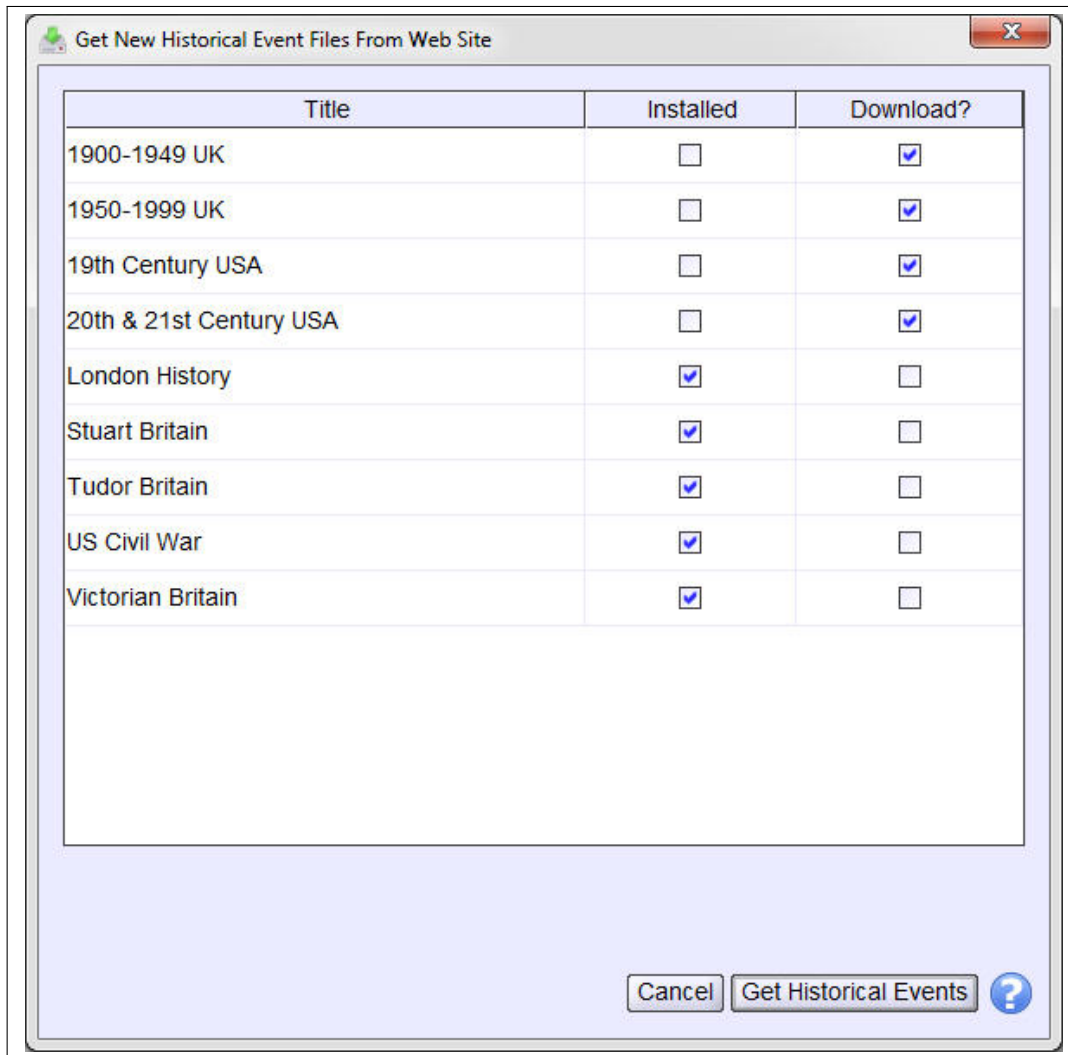 Get New Historical Event Files From Web Site
Title Installed Download?
1900-1949 UK
1950-1999 UK
19th Century USA
20th & 21st Century USA
London History
Stuart Britain
Tudor Britain
US Civil War
Victorian Britain
Cancel Get Historical Events ?